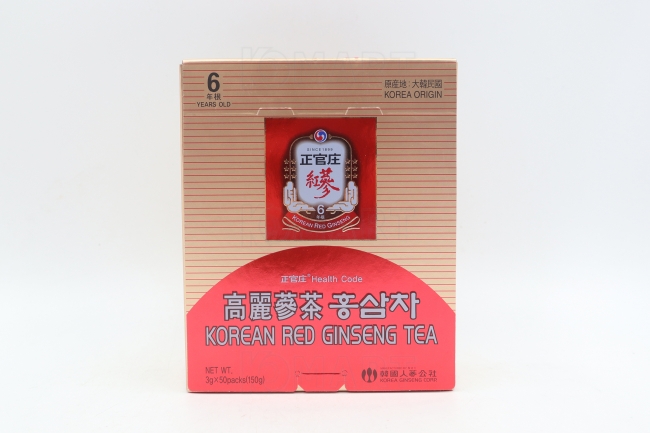 6
年根
YEARS OLD
原産地 : 大韓民國
KOREA ORIGIN
SINCE 1899
正官庄
紅蔘
6
年根
KOREAN RED GINSENG
正官庄 Health Code
高麗蔘茶 홍삼차
KOREAN RED GINSENG TEA
NET WT.
3g×50packs(150g)
韓國人蔘公社
KOREA GINSENG CORP.